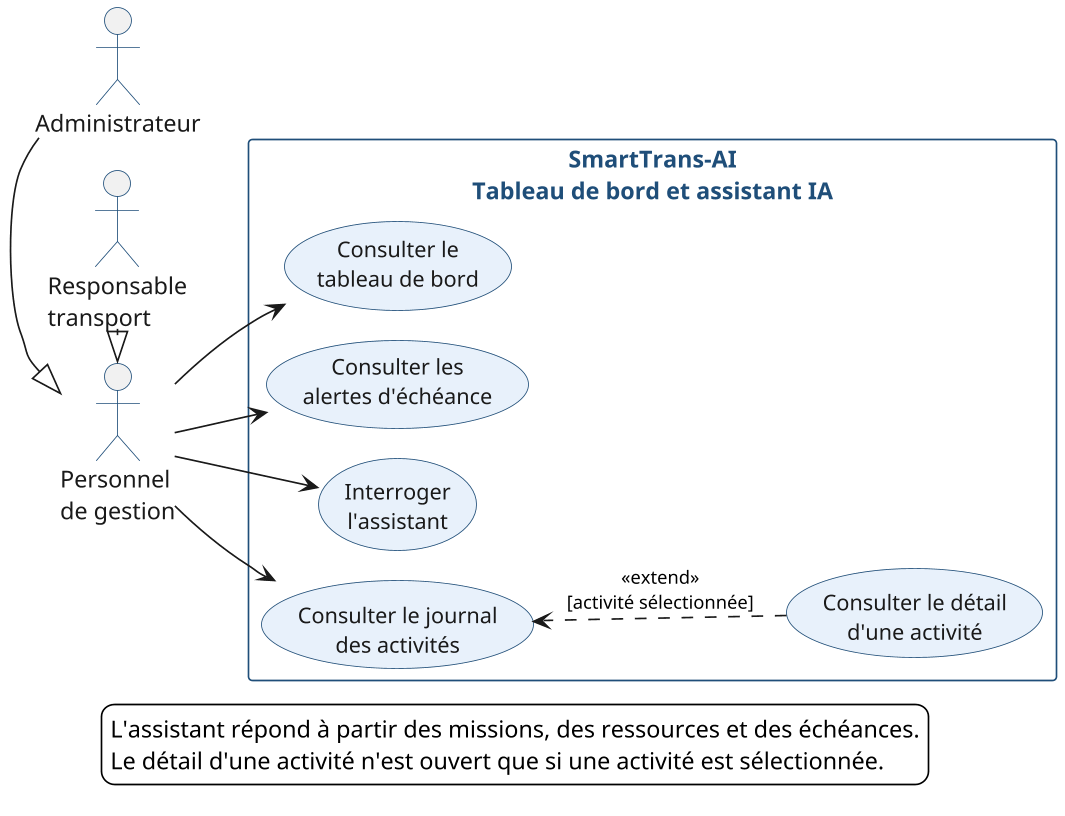 Administrateur
SmartTrans-AI
Tableau de bord et assistant IA
Responsable
transport
Consulter le
tableau de bord
Consulter les
alertes d'échéance
Personnel
de gestion
Interroger
l'assistant
«extend»
[activité sélectionnée]
Consulter le journal
des activités
Consulter le détail
d'une activité
L'assistant répond à partir des missions, des ressources et des échéances.
Le détail d'une activité n'est ouvert que si une activité est sélectionnée.